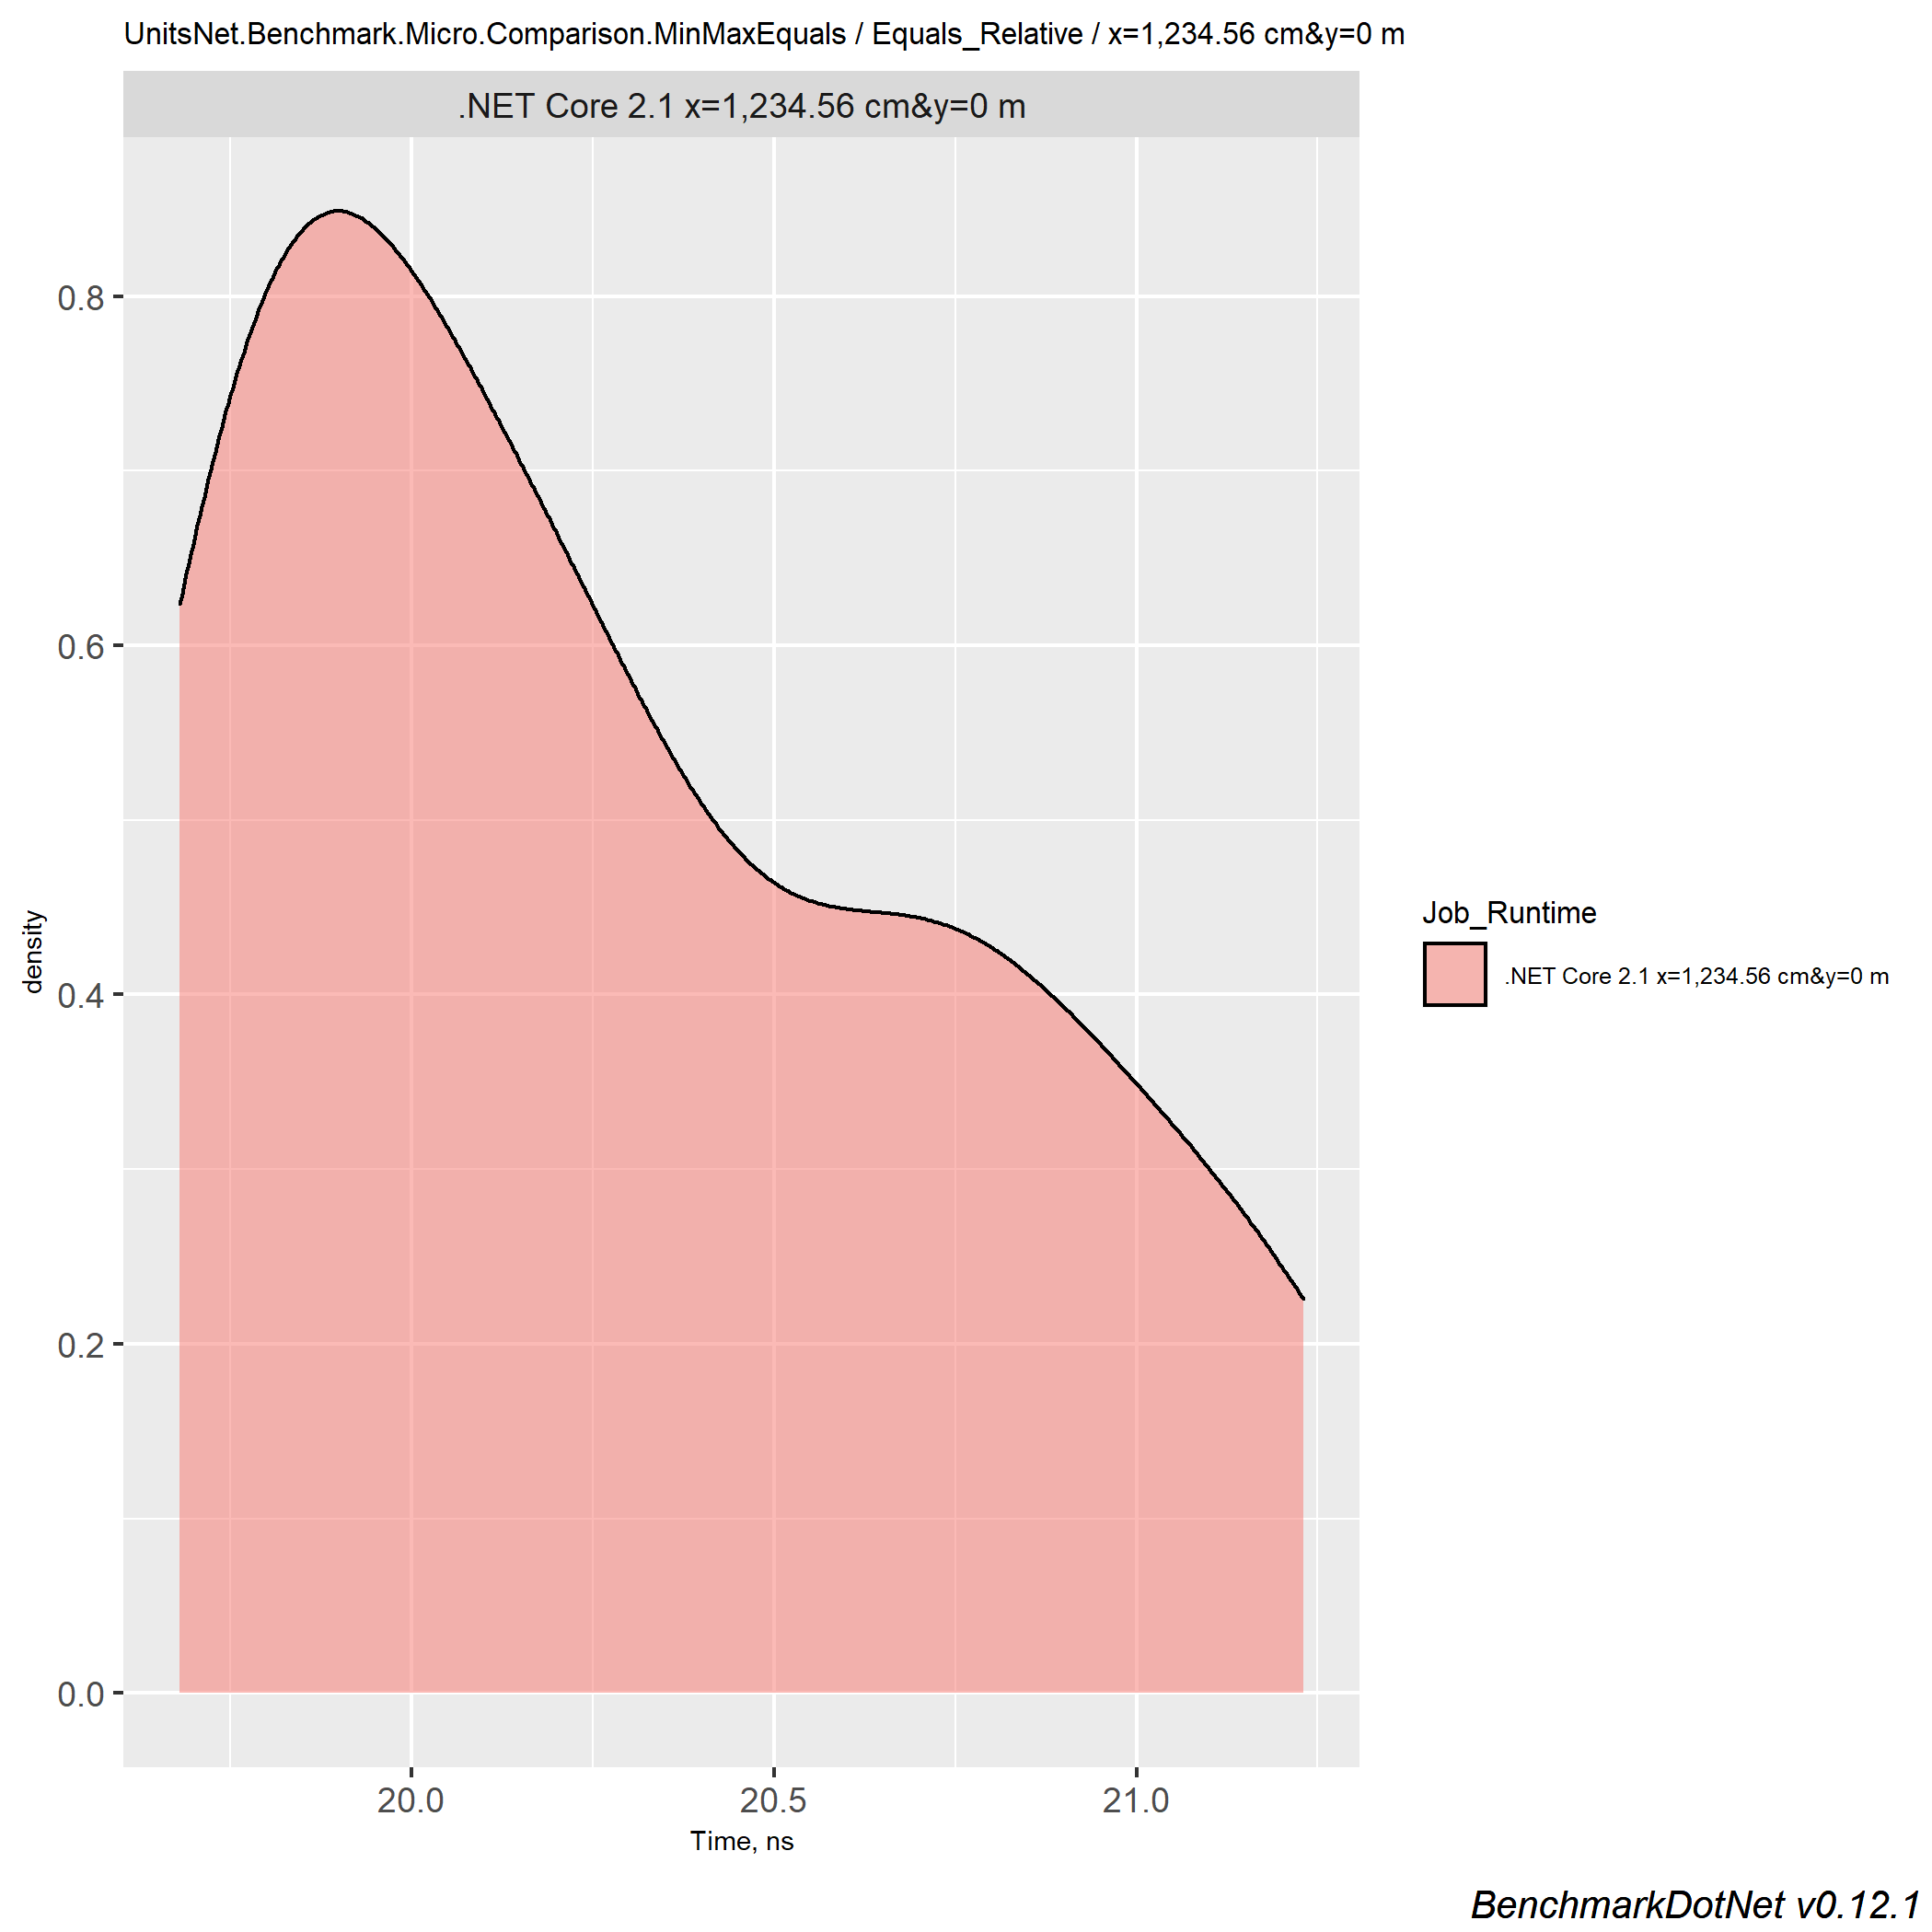 UnitsNet.Benchmark.Micro.Comparison.MinMaxEquals / Equals_Relative / x=1,234.56 cm&y=0 m
.NET Core 2.1 x=1,234.56 cm&y=0 m
0.8
0.6
0.4
0.2
0.0
density
20.0
20.5
21.0
Time, ns
Job_Runtime
.NET Core 2.1 x=1,234.56 cm&y=0 m
BenchmarkDotNet v0.12.1